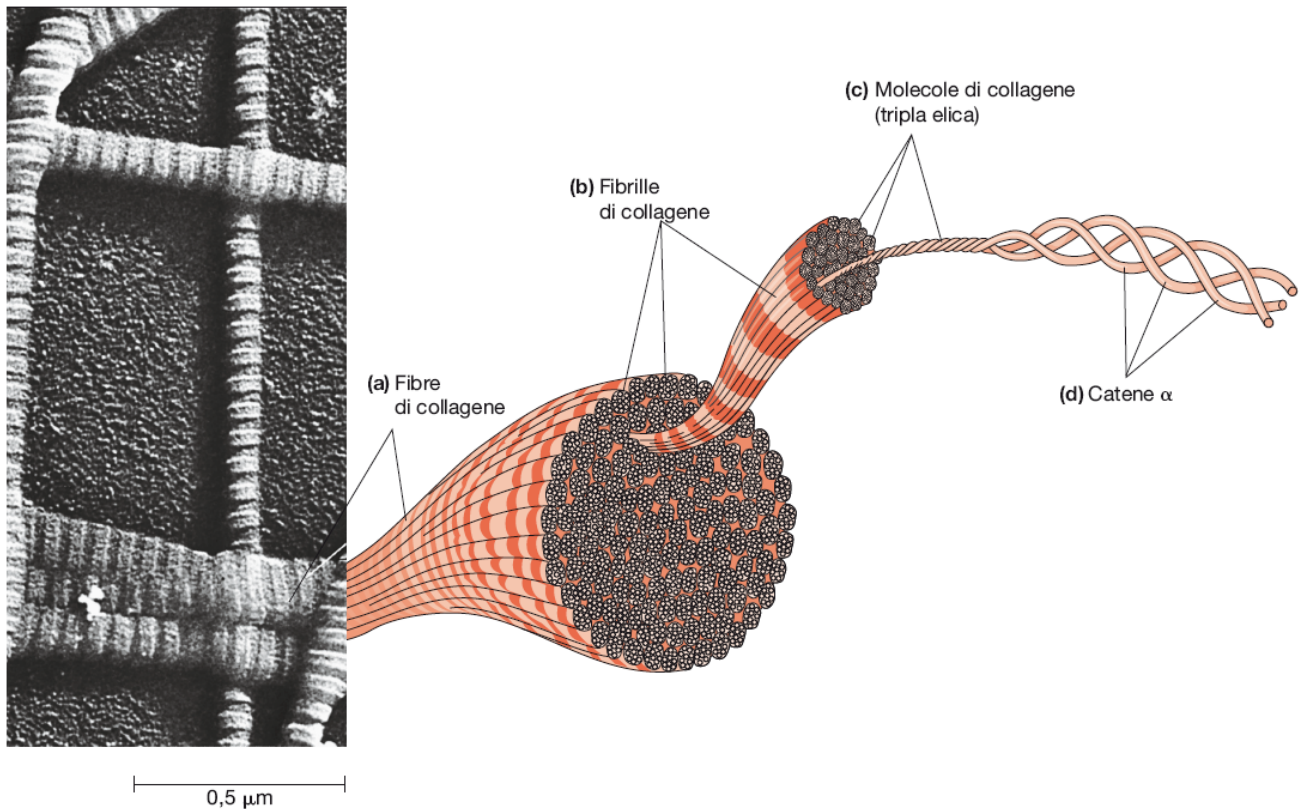 (c) Molecole di collagene
(tripla elica)
(b) Fibrille
di collagene
(a) Fibre
di collagene
(d) Catene α
0,5 μm